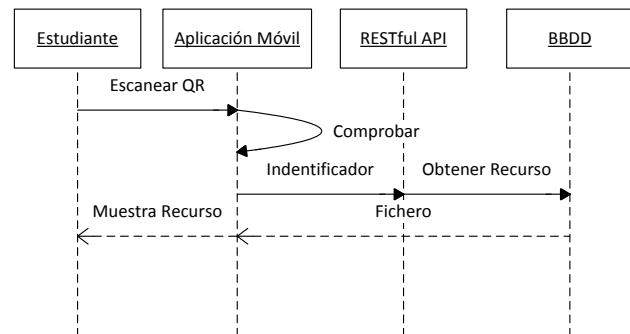 Estudiante
Aplicación Móvil
RESTful API
BBDD
Escanear QR
Comprobar
Indentificador
Obtener Recurso
Muestra Recurso
Fichero